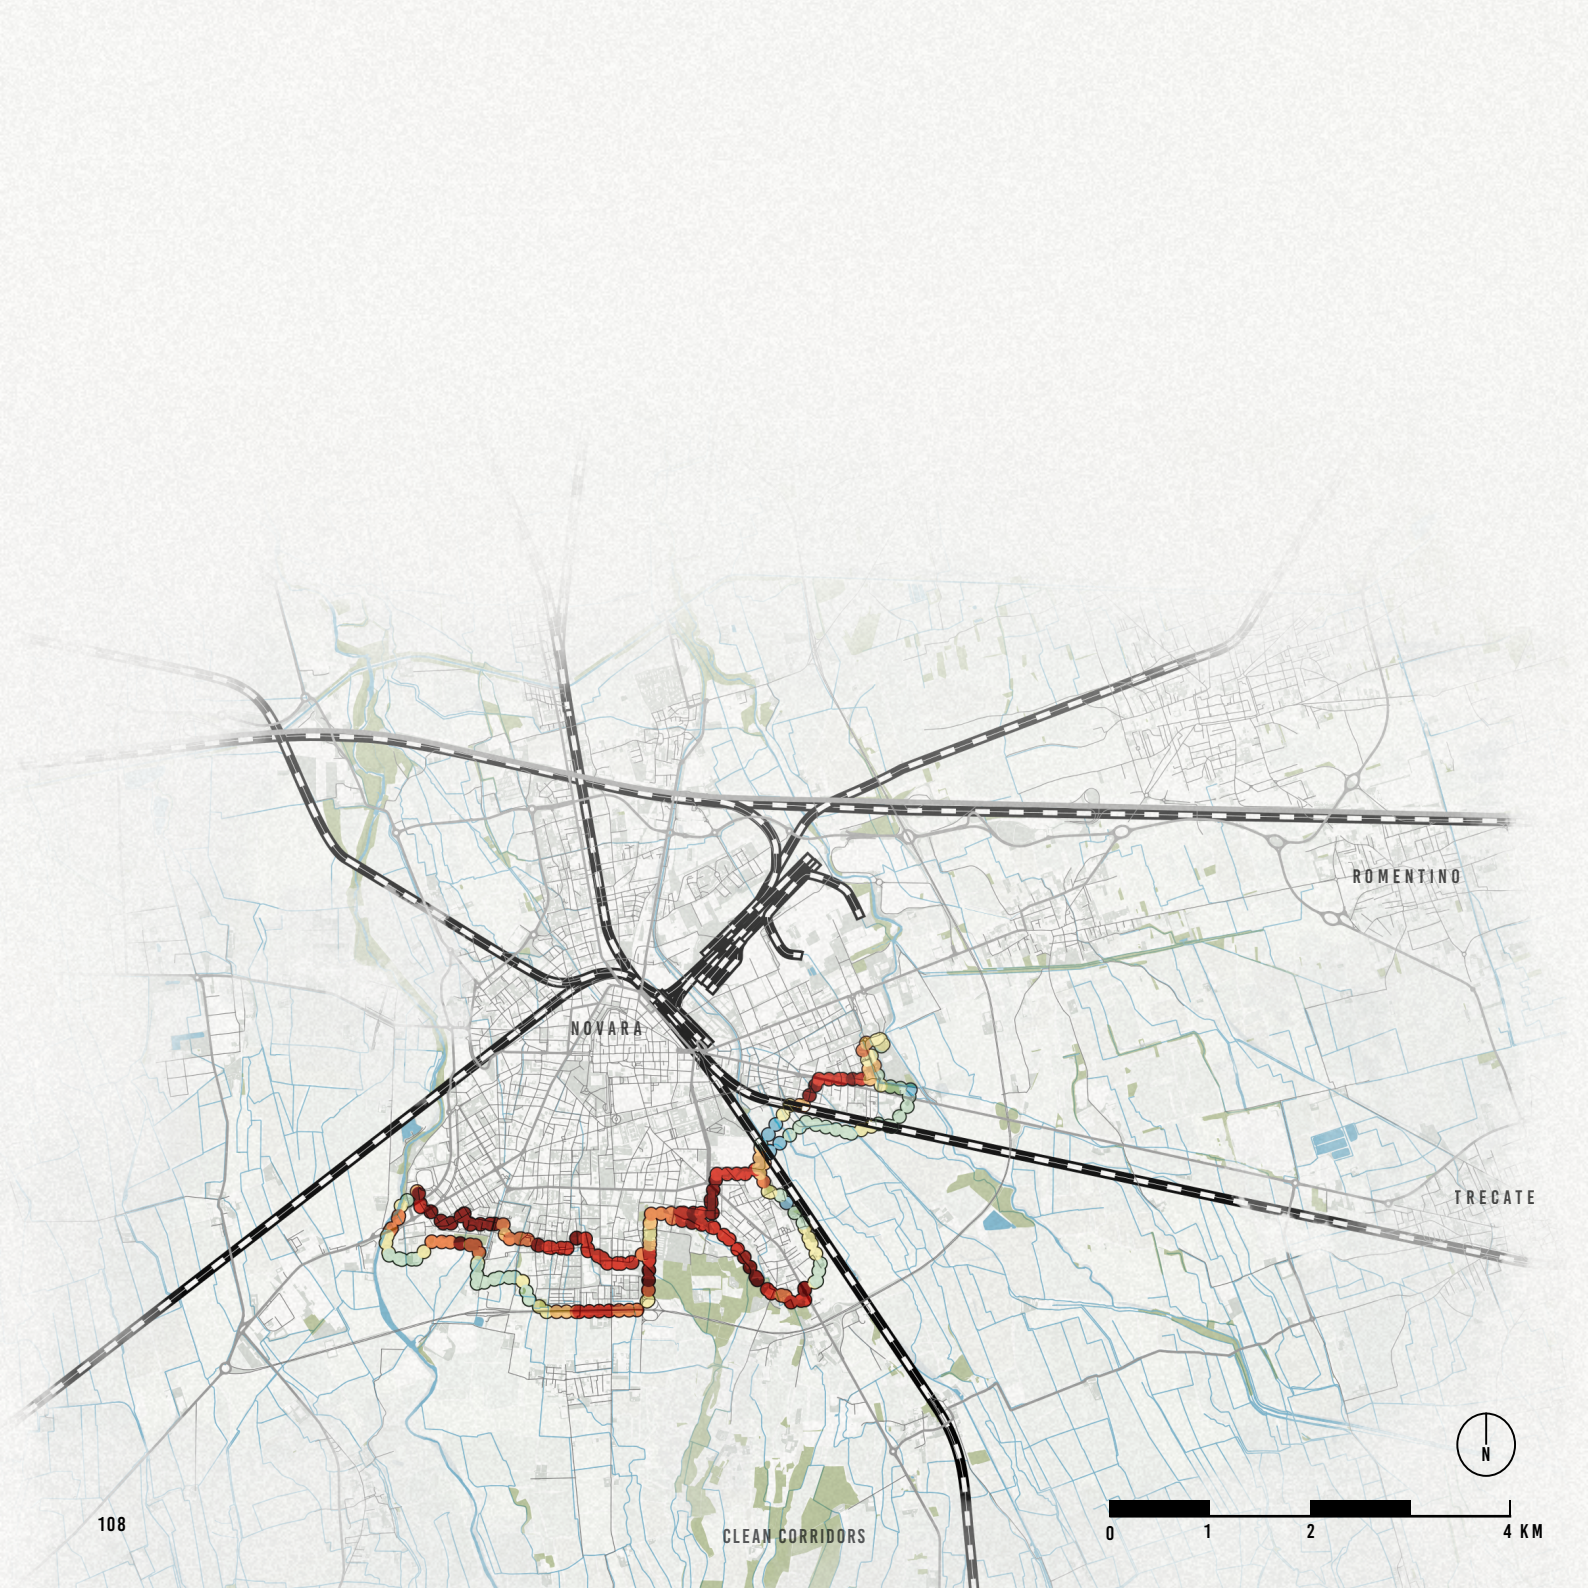 ROMENTINO
NOVARA
TRECATE
N
0 1 2 4 KM
108
CLEAN CORRIDORS